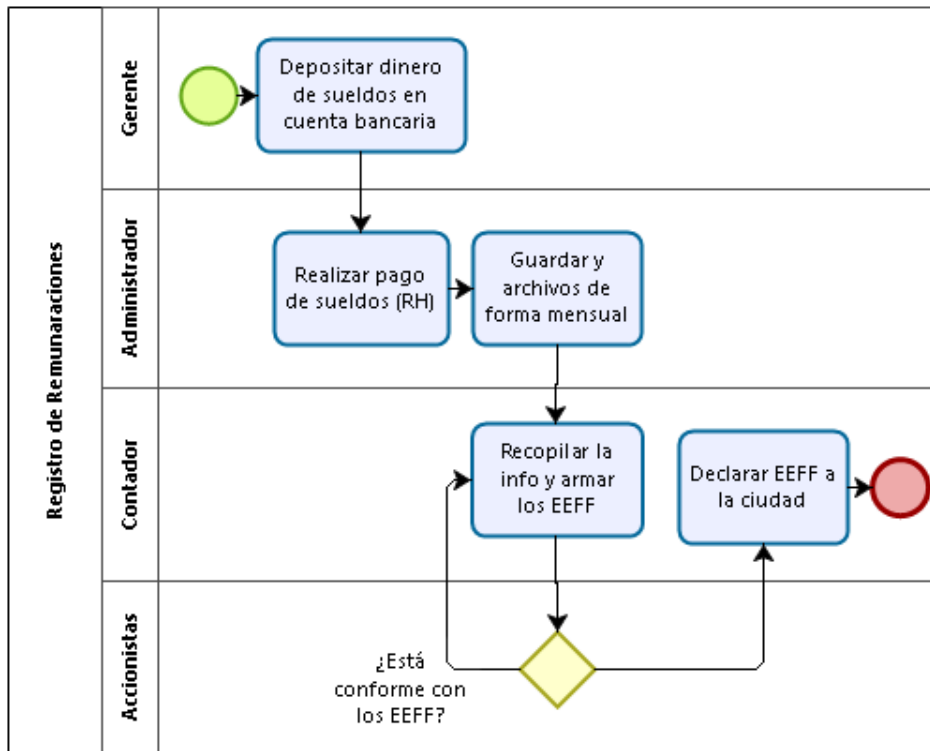 Registro de Remunaraciones
Gerente
Depositar dinero
de sueldos en
cuenta bancaria
Administrador
Realizar pago
de sueldos (RH)
Guardar y
archivos de
forma mensual
Contador
Recopilar la
info y armar
los EEFF
Declarar EEFF a
la ciudad
Accionistas
¿Está
conforme con
los EEFF?